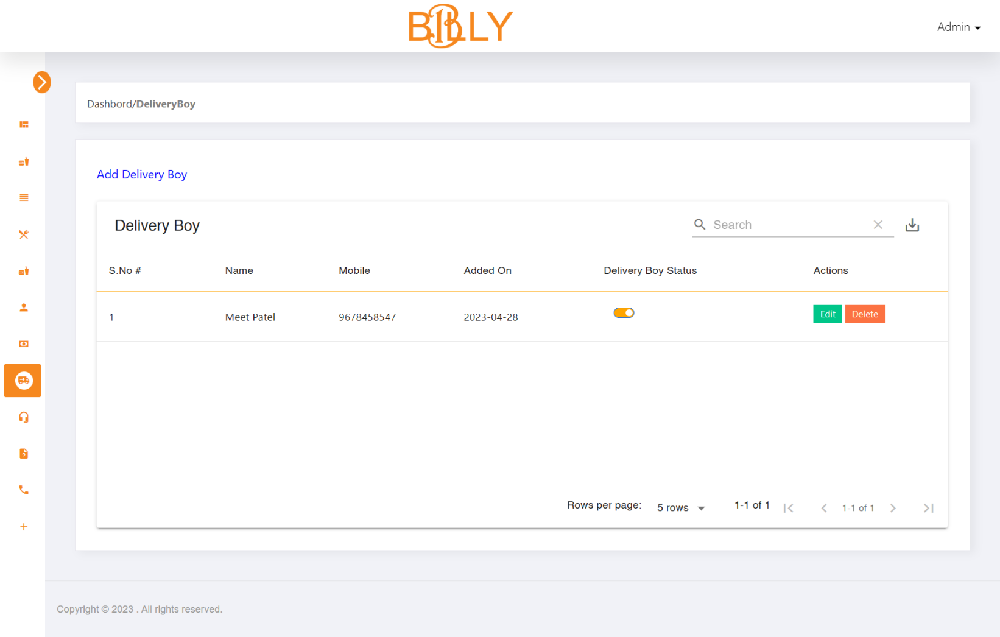 BILLY
Admin
Dashbord/DeliveryBoy
Add Delivery Boy
Delivery Boy
Search
S.No # Name Mobile Added On Delivery Boy Status Actions
1 Meet Patel 9678458547 2023-04-28 Edit Delete
Rows per page: 5 rows 1-1 of 1 1-1 of 1
Copyright © 2023 . All rights reserved.